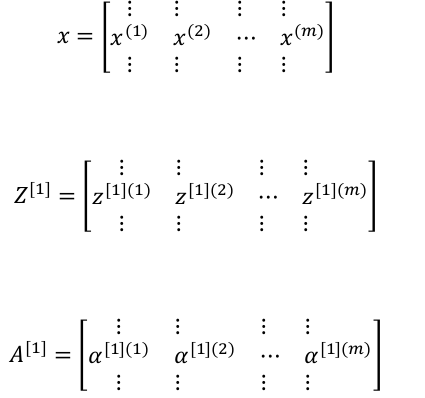 x = [⋮ ⋮ ⋮ ⋮; x^(1) x^(2) ⋯ x^(m); ⋮ ⋮ ⋮ ⋮]
Z^[1] = [⋮ ⋮ ⋮ ⋮; z^[1](1) z^[1](2) ⋯ z^[1](m); ⋮ ⋮ ⋮ ⋮]
A^[1] = [⋮ ⋮ ⋮ ⋮; α^[1](1) α^[1](2) ⋯ α^[1](m); ⋮ ⋮ ⋮ ⋮]